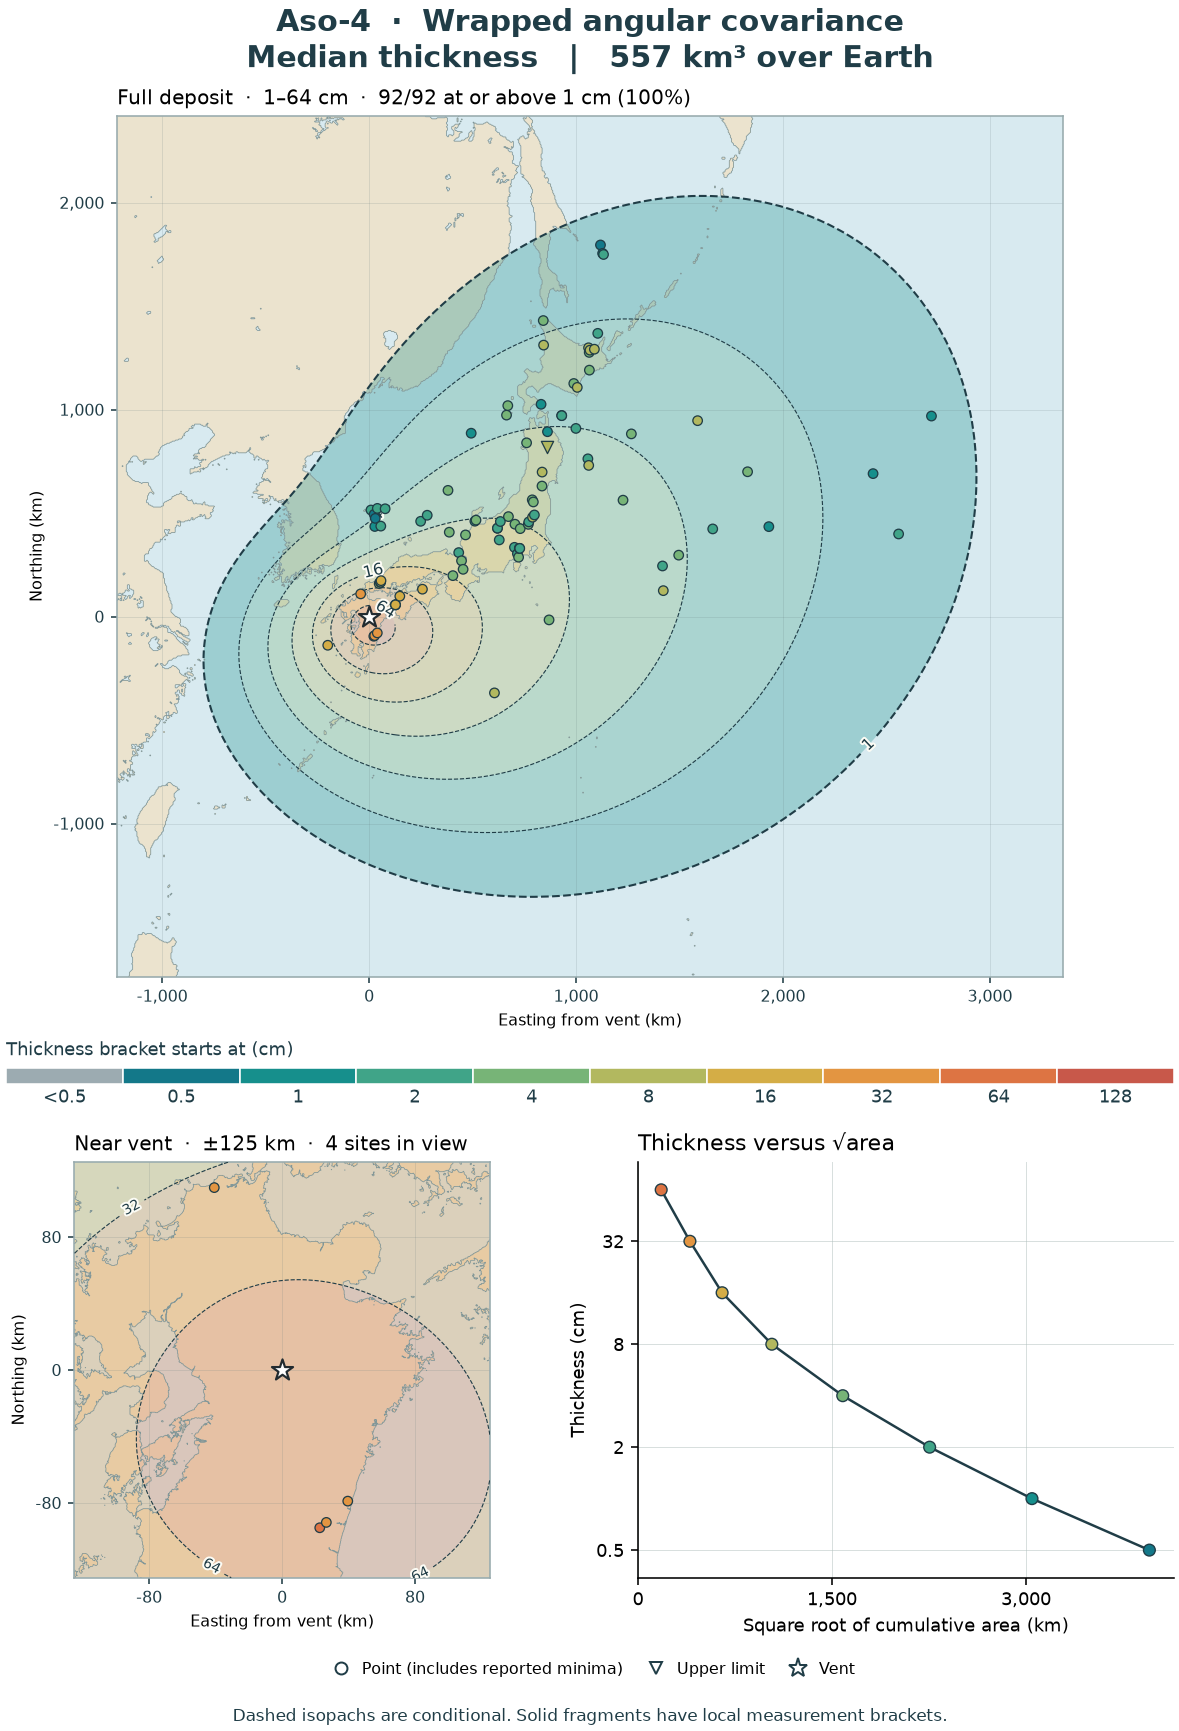 Aso-4 · Wrapped angular covariance
Median thickness | 557 km³ over Earth
Full deposit · 1–64 cm · 92/92 at or above 1 cm (100%)
2,000
1,000
0
-1,000
Northing (km)
16
64
1
-1,000
0
1,000
2,000
3,000
Easting from vent (km)
Thickness bracket starts at (cm)
<0.5
0.5
1
2
4
8
16
32
64
128
Near vent · ±125 km · 4 sites in view
80
0
-80
Northing (km)
32
64
64
-80
0
80
Easting from vent (km)
Thickness versus √area
32
8
2
0.5
Thickness (cm)
0
1,500
3,000
Square root of cumulative area (km)
Point (includes reported minima)
Upper limit
Vent
Dashed isopachs are conditional. Solid fragments have local measurement brackets.